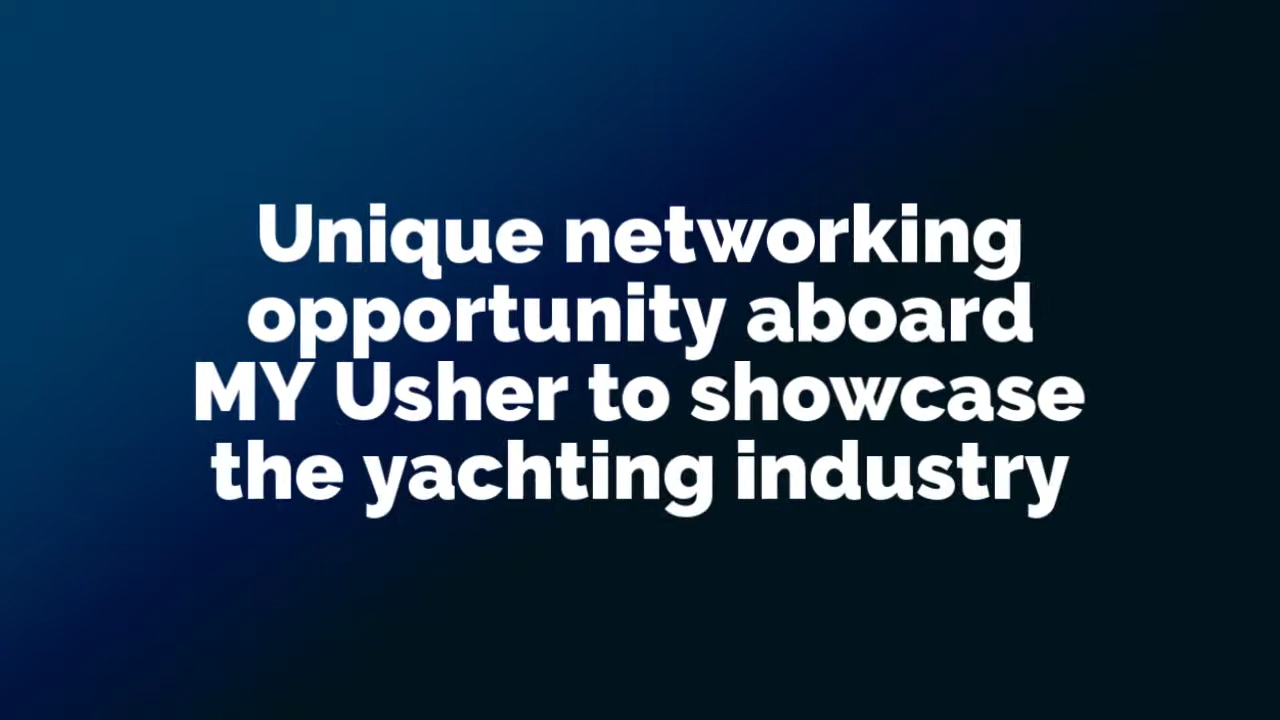 Unique networking
opportunity aboard
MY Usher to showcase
the yachting industry